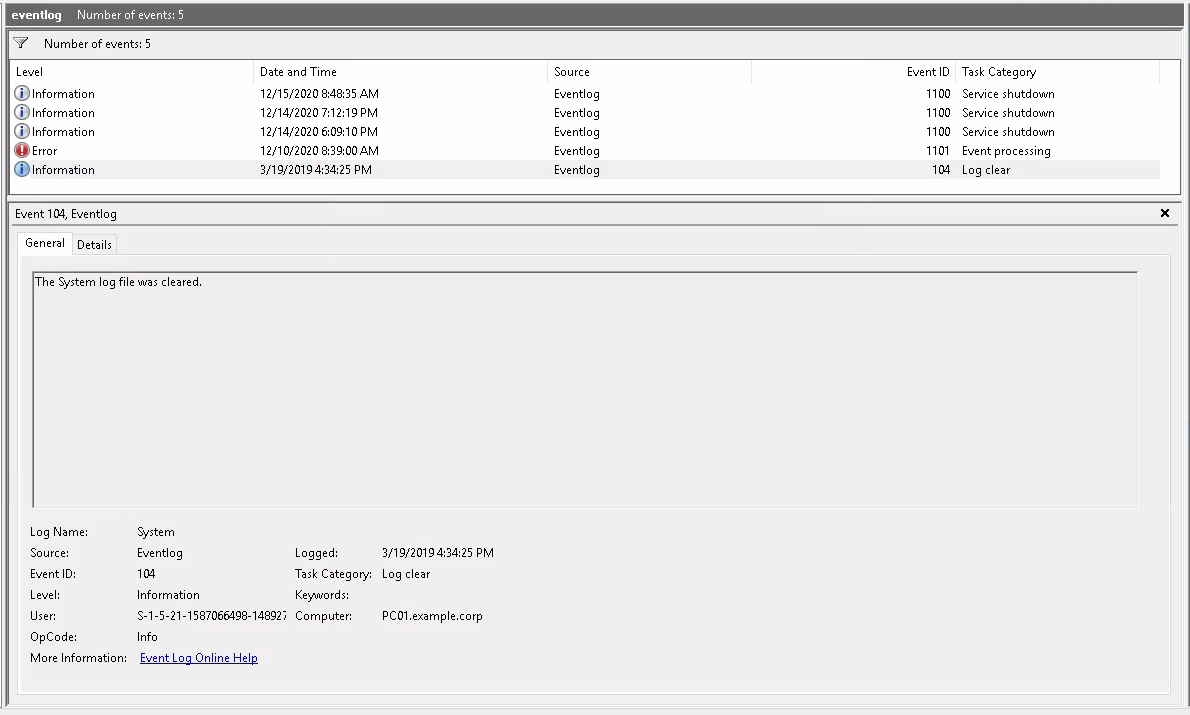 eventlog Number of events: 5
Number of events: 5
Level Date and Time Source Event ID Task Category
Information 12/15/2020 8:48:35 AM Eventlog 1100 Service shutdown
Information 12/14/2020 7:12:19 PM Eventlog 1100 Service shutdown
Information 12/14/2020 6:09:10 PM Eventlog 1100 Service shutdown
Error 12/10/2020 8:39:00 AM Eventlog 1101 Event processing
Information 3/19/2019 4:34:25 PM Eventlog 104 Log clear
Event 104, Eventlog
General Details
The System log file was cleared.
Log Name: System
Source: Eventlog Logged: 3/19/2019 4:34:25 PM
Event ID: 104 Task Category: Log clear
Level: Information Keywords:
User: S-1-5-21-1587066498-148927 Computer: PC01.example.corp
OpCode: Info
More Information: Event Log Online Help